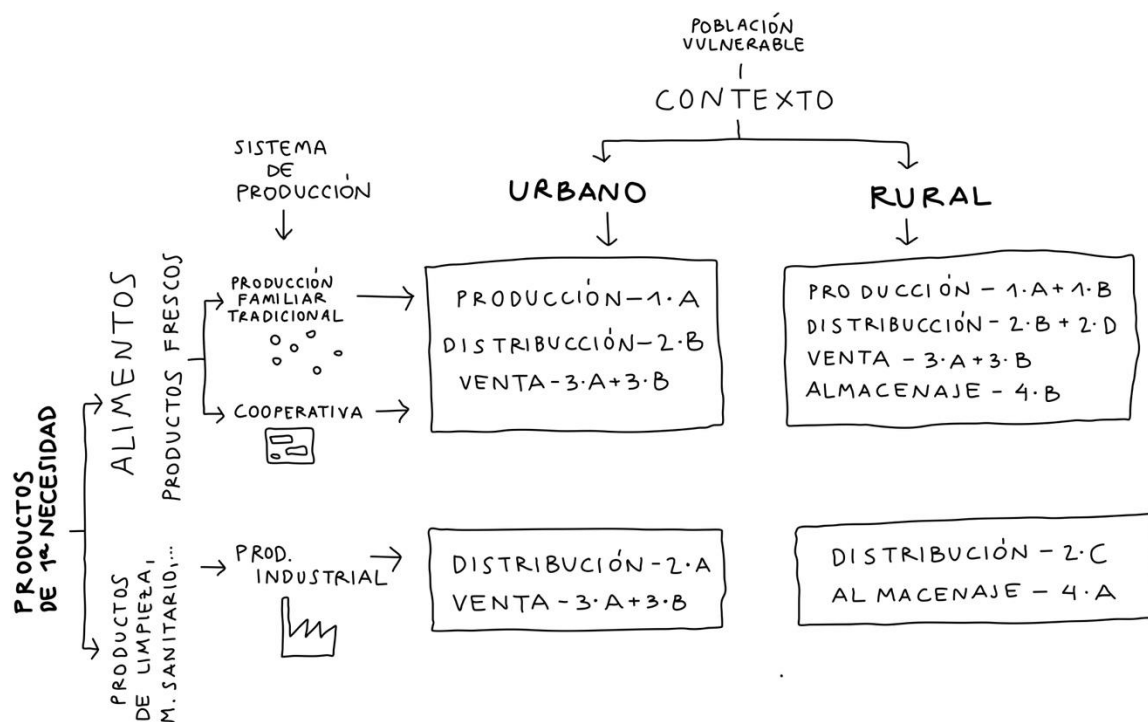 POBLACIÓN
VULNERABLE
CONTEXTO
SISTEMA
DE
PRODUCCIÓN
URBANO
RURAL
PRODUCTOS
DE 1ª NECESIDAD
ALIMENTOS
PRODUCTOS FRESCOS
PRODUCCIÓN
FAMILIAR
TRADICIONAL
COOPERATIVA
PRODUCCIÓN - 1·A
DISTRIBUCCIÓN - 2·B
VENTA - 3·A + 3·B
PRODUCCIÓN - 1·A + 1·B
DISTRIBUCCIÓN - 2·B + 2·D
VENTA - 3·A + 3·B
ALMACENAJE - 4·B
PRODUCTOS
DE LIMPIEZA,
M. SANITARIO,...
PROD.
INDUSTRIAL
DISTRIBUCIÓN - 2·A
VENTA - 3·A + 3·B
DISTRIBUCIÓN - 2·C
ALMACENAJE - 4·A